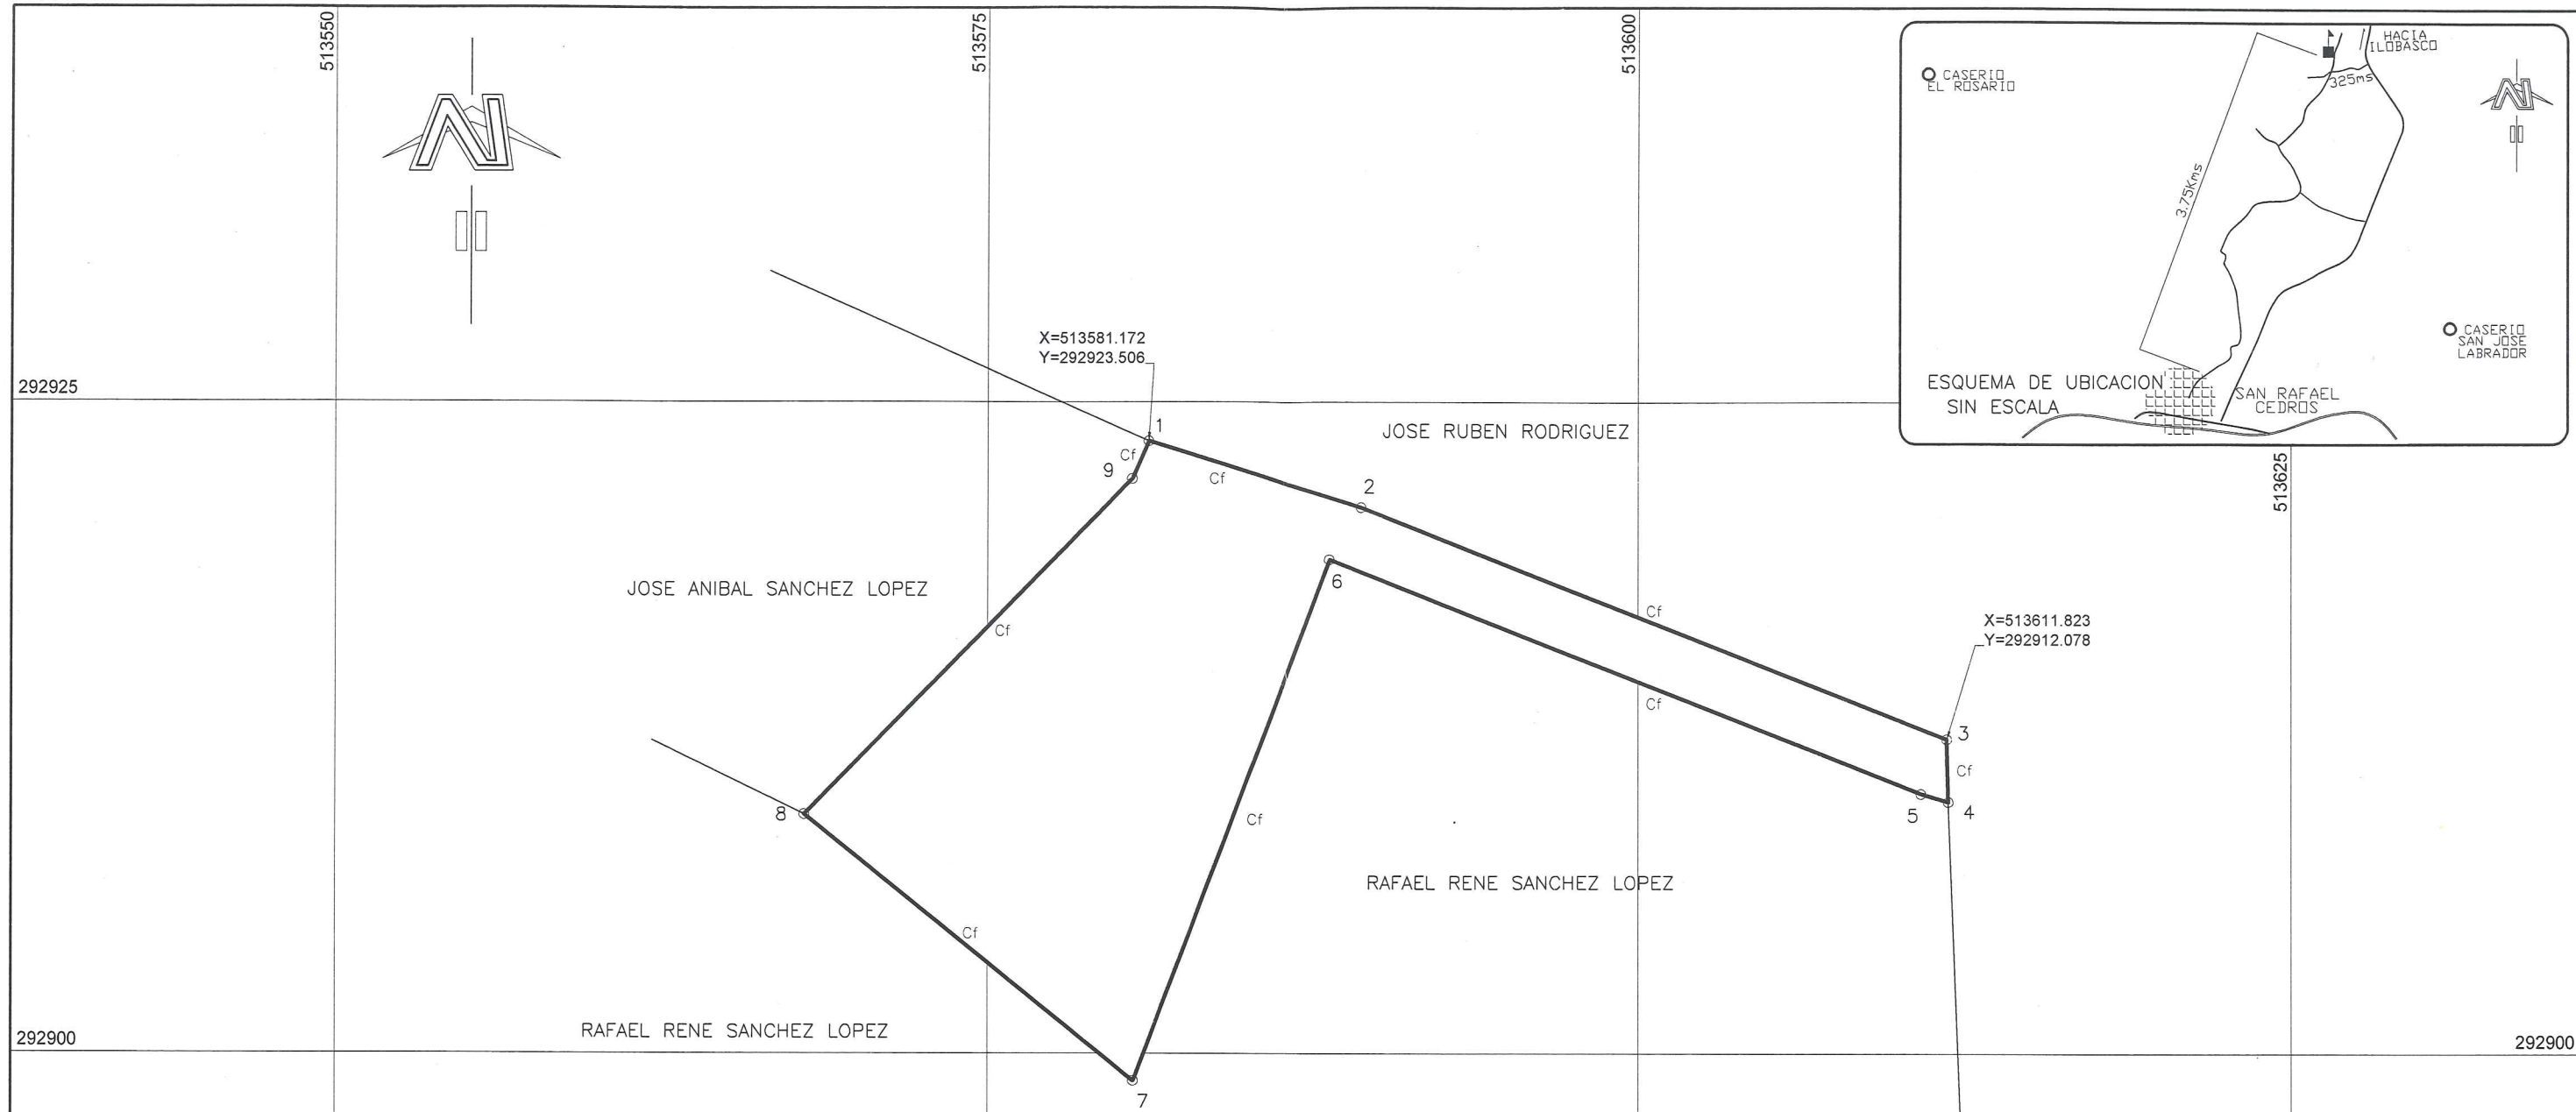 513550
513575
513600
HACIA
ILOBASCO
CASERIO
EL ROSARIO
325ms
3.75Kms
CASERIO
SAN JOSE
LABRADOR
ESQUEMA DE UBICACION
SIN ESCALA
SAN RAFAEL
CEDROS
X=513581.172
Y=292923.506
292925
1
JOSE RUBEN RODRIGUEZ
Cf
9
Cf
2
513625
6
JOSE ANIBAL SANCHEZ LOPEZ
Cf
Cf
X=513611.823
Y=292912.078
Cf
3
Cf
8
Cf
5
4
RAFAEL RENE SANCHEZ LOPEZ
Cf
RAFAEL RENE SANCHEZ LOPEZ
292900
292900
7